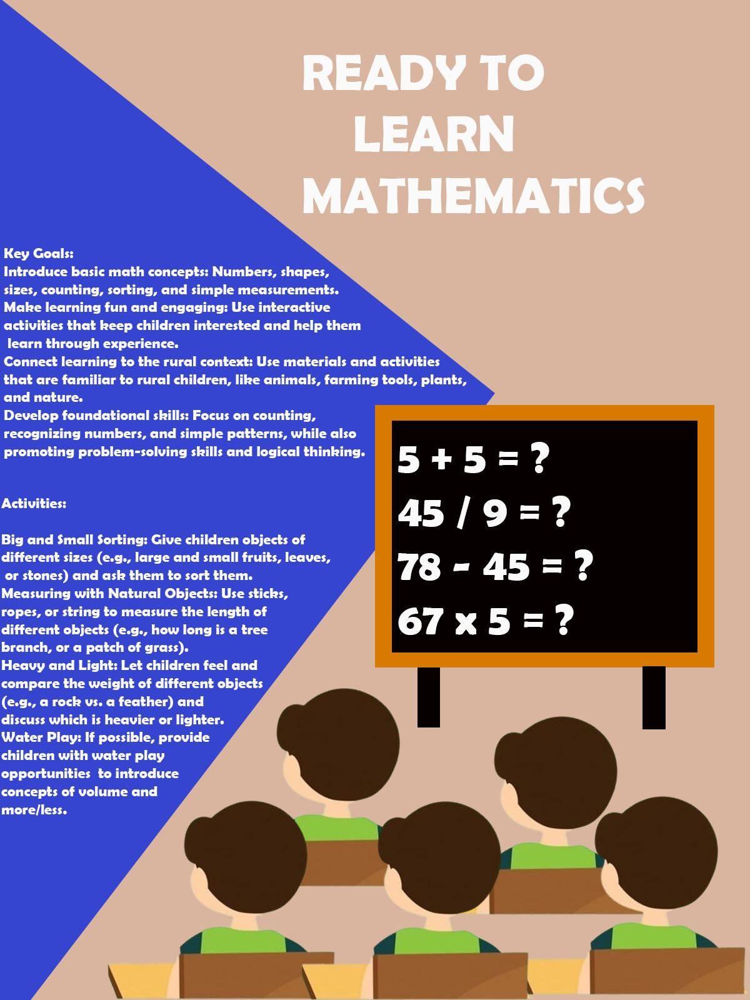 READY TO
LEARN
MATHEMATICS
Key Goals:
Introduce basic math concepts: Numbers, shapes,
sizes, counting, sorting, and simple measurements.
Make learning fun and engaging: Use interactive
activities that keep children interested and help them
learn through experience.
Connect learning to the rural context: Use materials and activities
that are familiar to rural children, like animals, farming tools, plants,
and nature.
Develop foundational skills: Focus on counting,
recognizing numbers, and simple patterns, while also
promoting problem-solving skills and logical thinking.
Activities:
Big and Small Sorting: Give children objects of
different sizes (e.g., large and small fruits, leaves,
or stones) and ask them to sort them.
Measuring with Natural Objects: Use sticks,
ropes, or string to measure the length of
different objects (e.g., how long is a tree
branch, or a patch of grass).
Heavy and Light: Let children feel and
compare the weight of different objects
(e.g., a rock vs. a feather) and
discuss which is heavier or lighter.
Water Play: If possible, provide
children with water play
opportunities  to introduce
concepts of volume and
more/less.
5 + 5 = ?
45 / 9 = ?
78 - 45 = ?
67 x 5 = ?